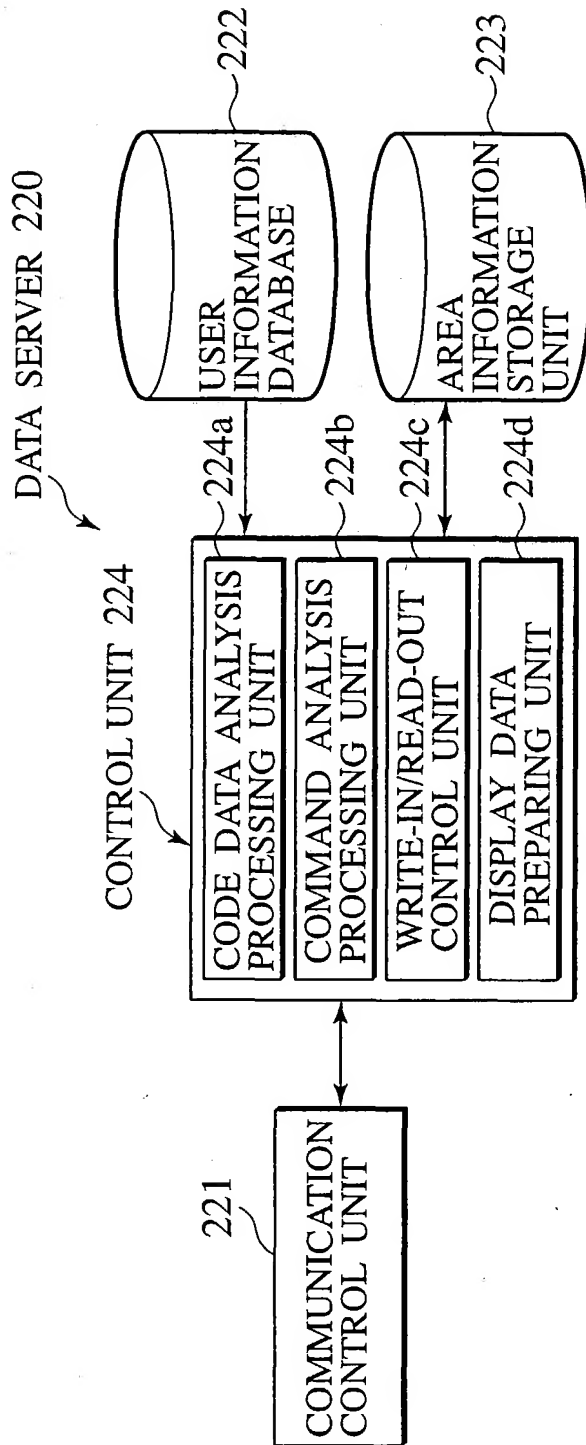 DATA SERVER 220
CONTROL UNIT 224
221
COMMUNICATION
CONTROL UNIT
224a
CODE DATA ANALYSIS
PROCESSING UNIT
224b
COMMAND ANALYSIS
PROCESSING UNIT
224c
WRITE-IN/READ-OUT
CONTROL UNIT
224d
DISPLAY DATA
PREPARING UNIT
222
USER
INFORMATION
DATABASE
223
AREA
INFORMATION
STORAGE
UNIT